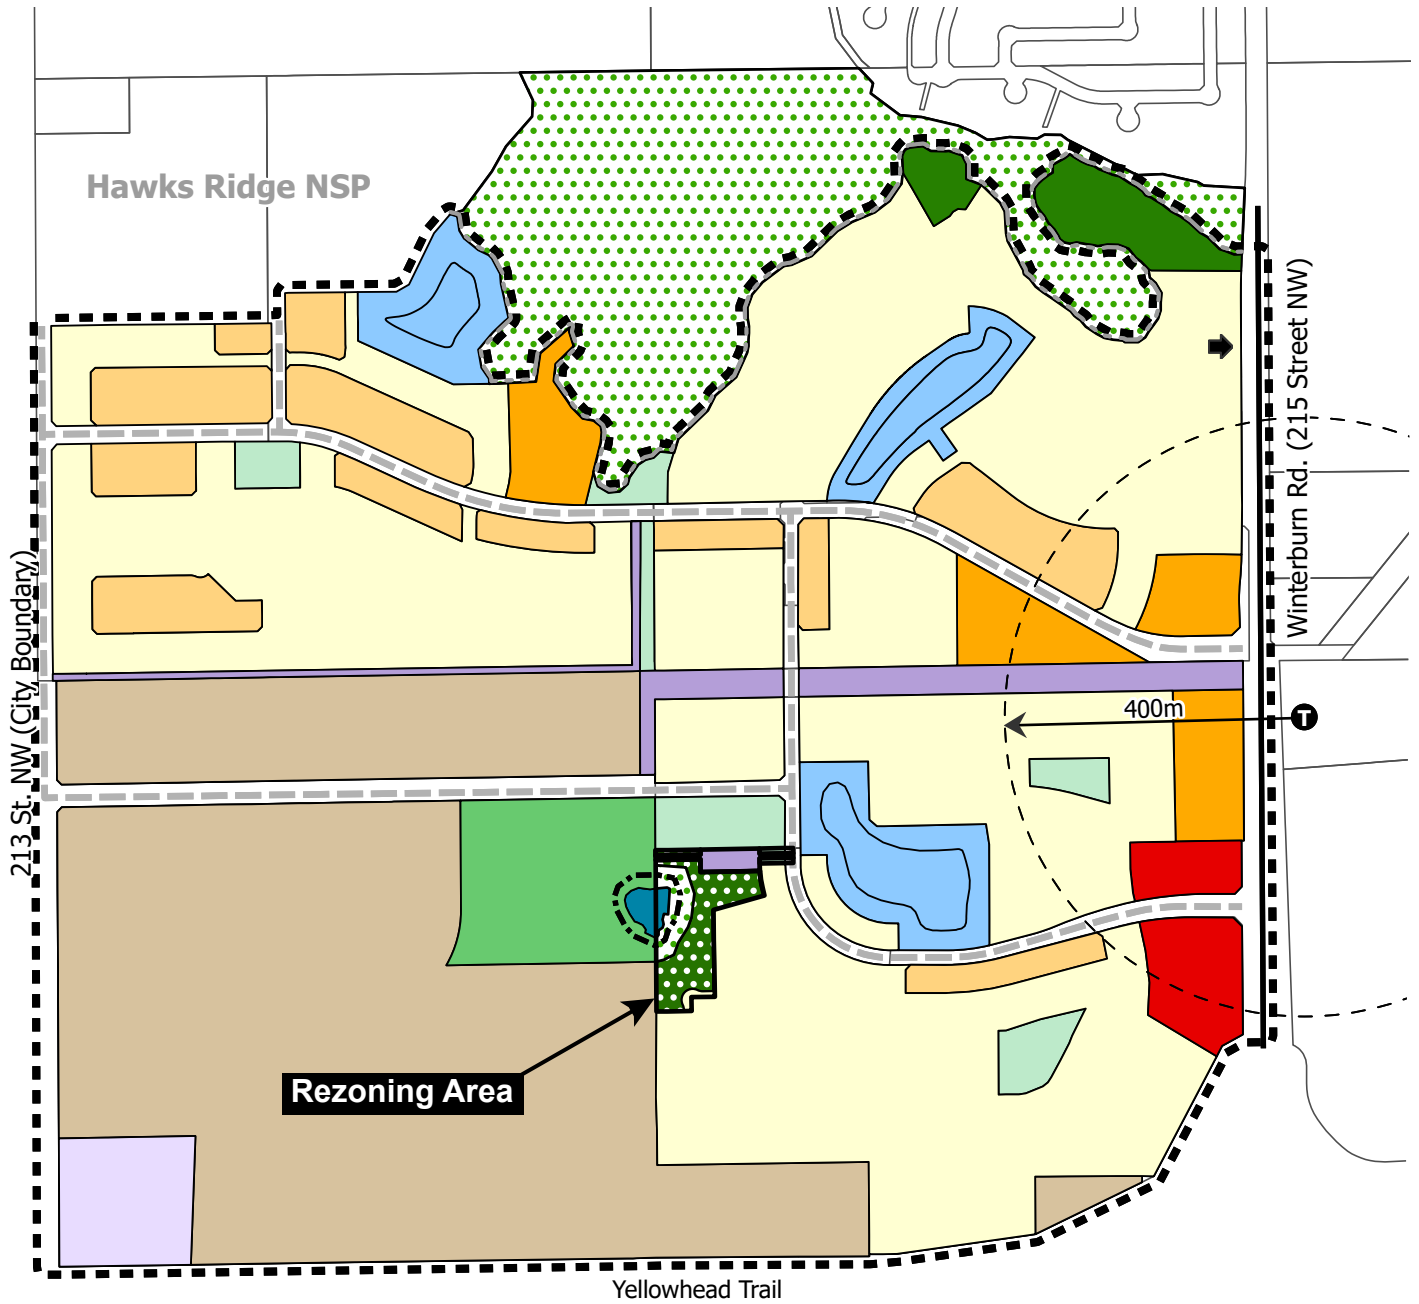 Hawks Ridge NSP
Winterburn Rd. (215 Street NW)
213 St. NW (City Boundary)
400m
T
Rezoning Area
Yellowhead Trail